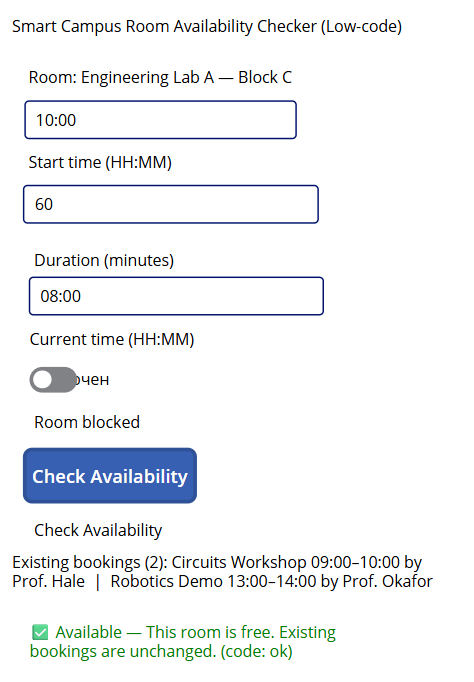 Smart Campus Room Availability Checker (Low-code)
Room: Engineering Lab A — Block C
10:00
Start time (HH:MM)
60
Duration (minutes)
08:00
Current time (HH:MM)
Room blocked
Check Availability
Check Availability
Existing bookings (2): Circuits Workshop 09:00–10:00 by
Prof. Hale | Robotics Demo 13:00–14:00 by Prof. Okafor
✅ Available — This room is free. Existing
bookings are unchanged. (code: ok)